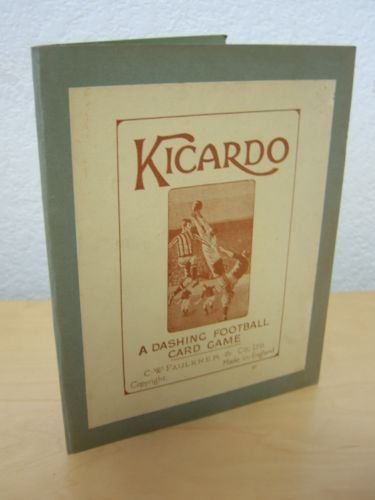 KICARDO
A DASHING FOOTBALL
CARD GAME
C. W. FAULKNER & Co. LTD.
Copyright. Made in England